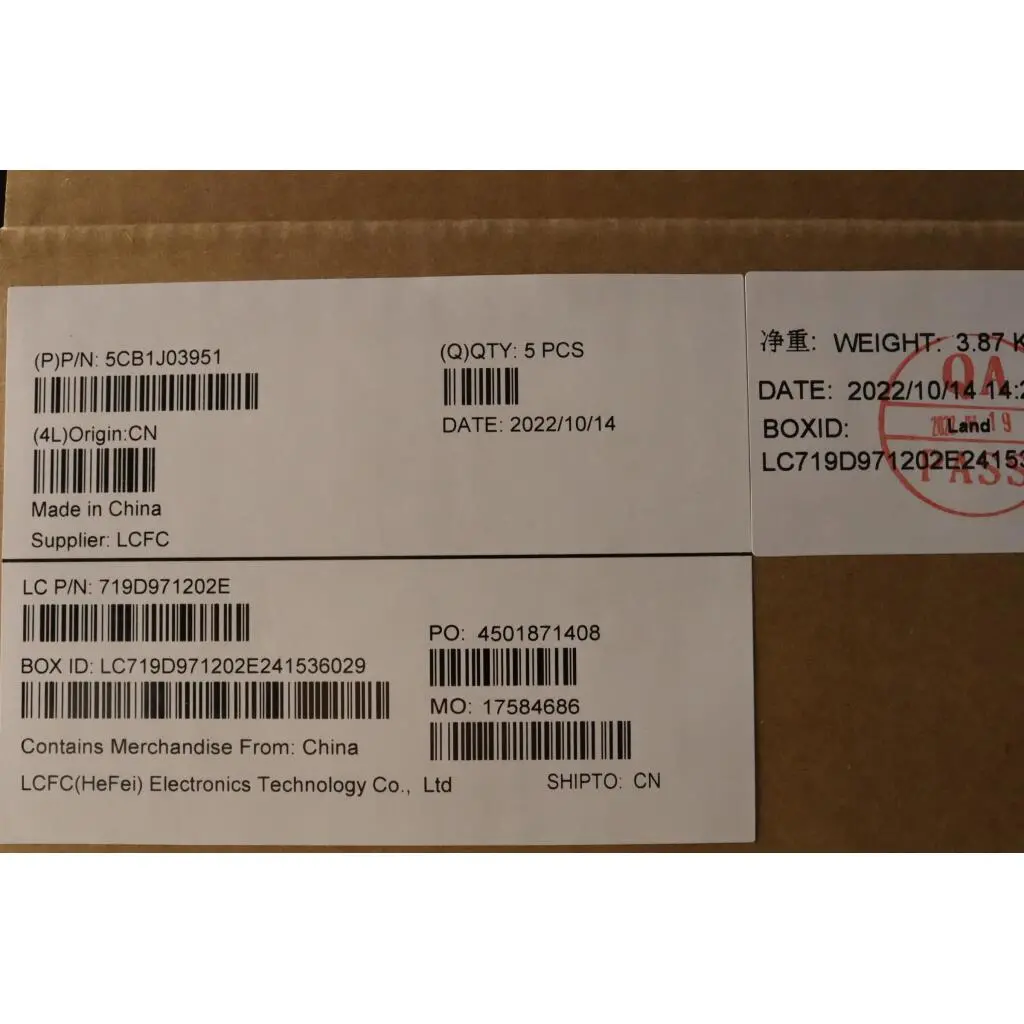 (P)P/N: 5CB1J03951
(Q)QTY: 5 PCS
DATE: 2022/10/14
(4L)Origin:CN
Made in China
Supplier: LCFC
LC P/N: 719D971202E
PO: 4501871408
BOX ID: LC719D971202E241536029
MO: 17584686
Contains Merchandise From: China
LCFC(HeFei) Electronics Technology Co., Ltd
SHIPTO: CN
净重: WEIGHT: 3.87 K
DATE: 2022/10/14 14:2
BOXID:
LC719D971202E24153
QA
Land
PASS